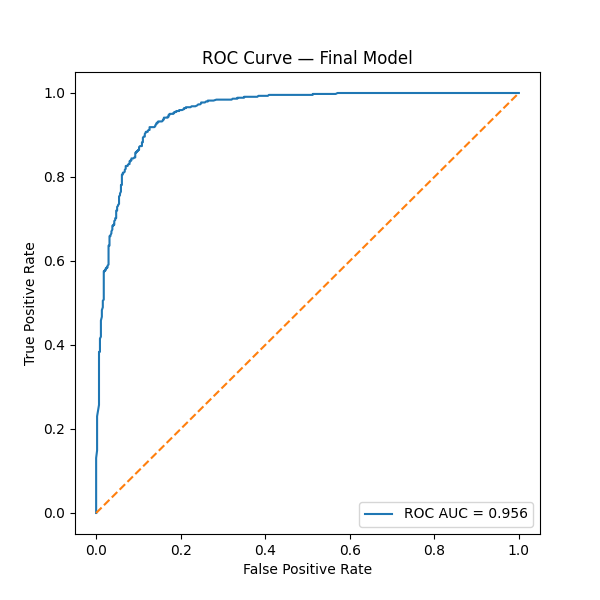 ROC Curve — Final Model
True Positive Rate
1.0
0.8
0.6
0.4
0.2
0.0
ROC AUC = 0.956
0.0 0.2 0.4 0.6 0.8 1.0
False Positive Rate